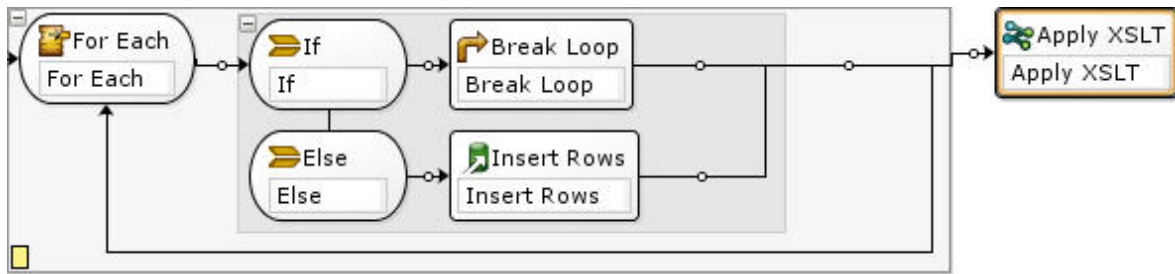 For Each
For Each
If
If
Break Loop
Break Loop
Else
Else
Insert Rows
Insert Rows
Apply XSLT
Apply XSLT